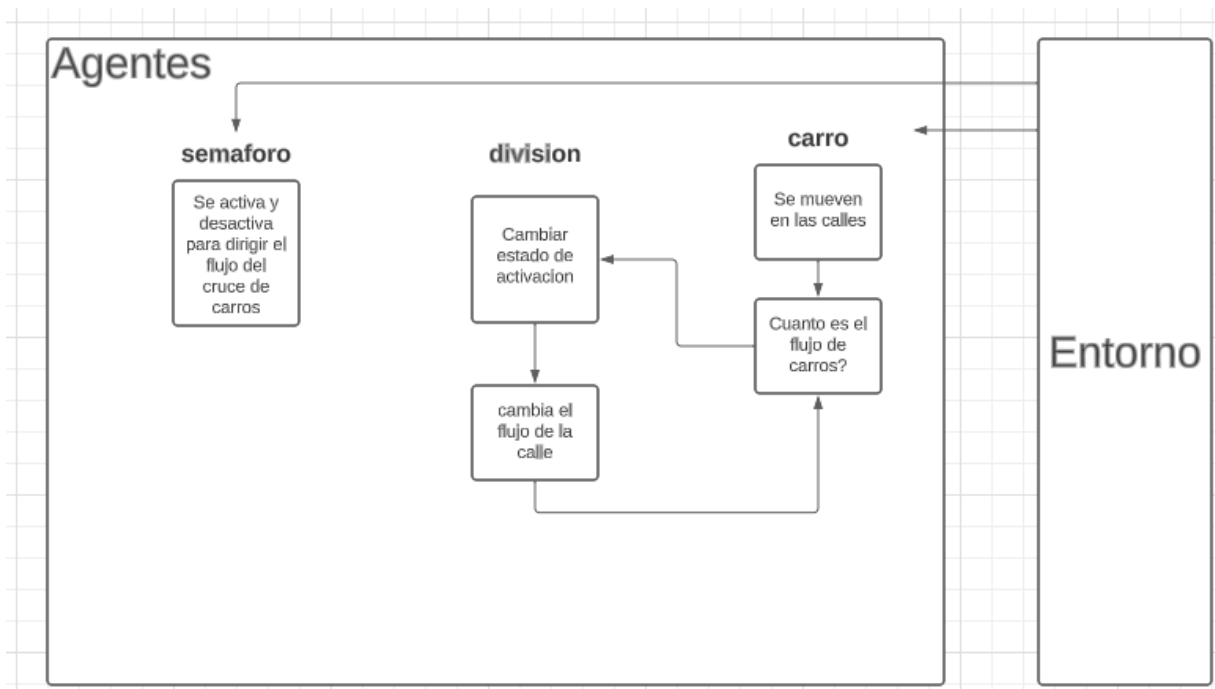 Agentes
semaforo
Se activa y
desactiva
para dirigir el
flujo del
cruce de
carros
division
Cambiar
estado de
activacion
cambia el
flujo de la
calle
carro
Se mueven
en las calles
Cuanto es el
flujo de
carros?
Entorno